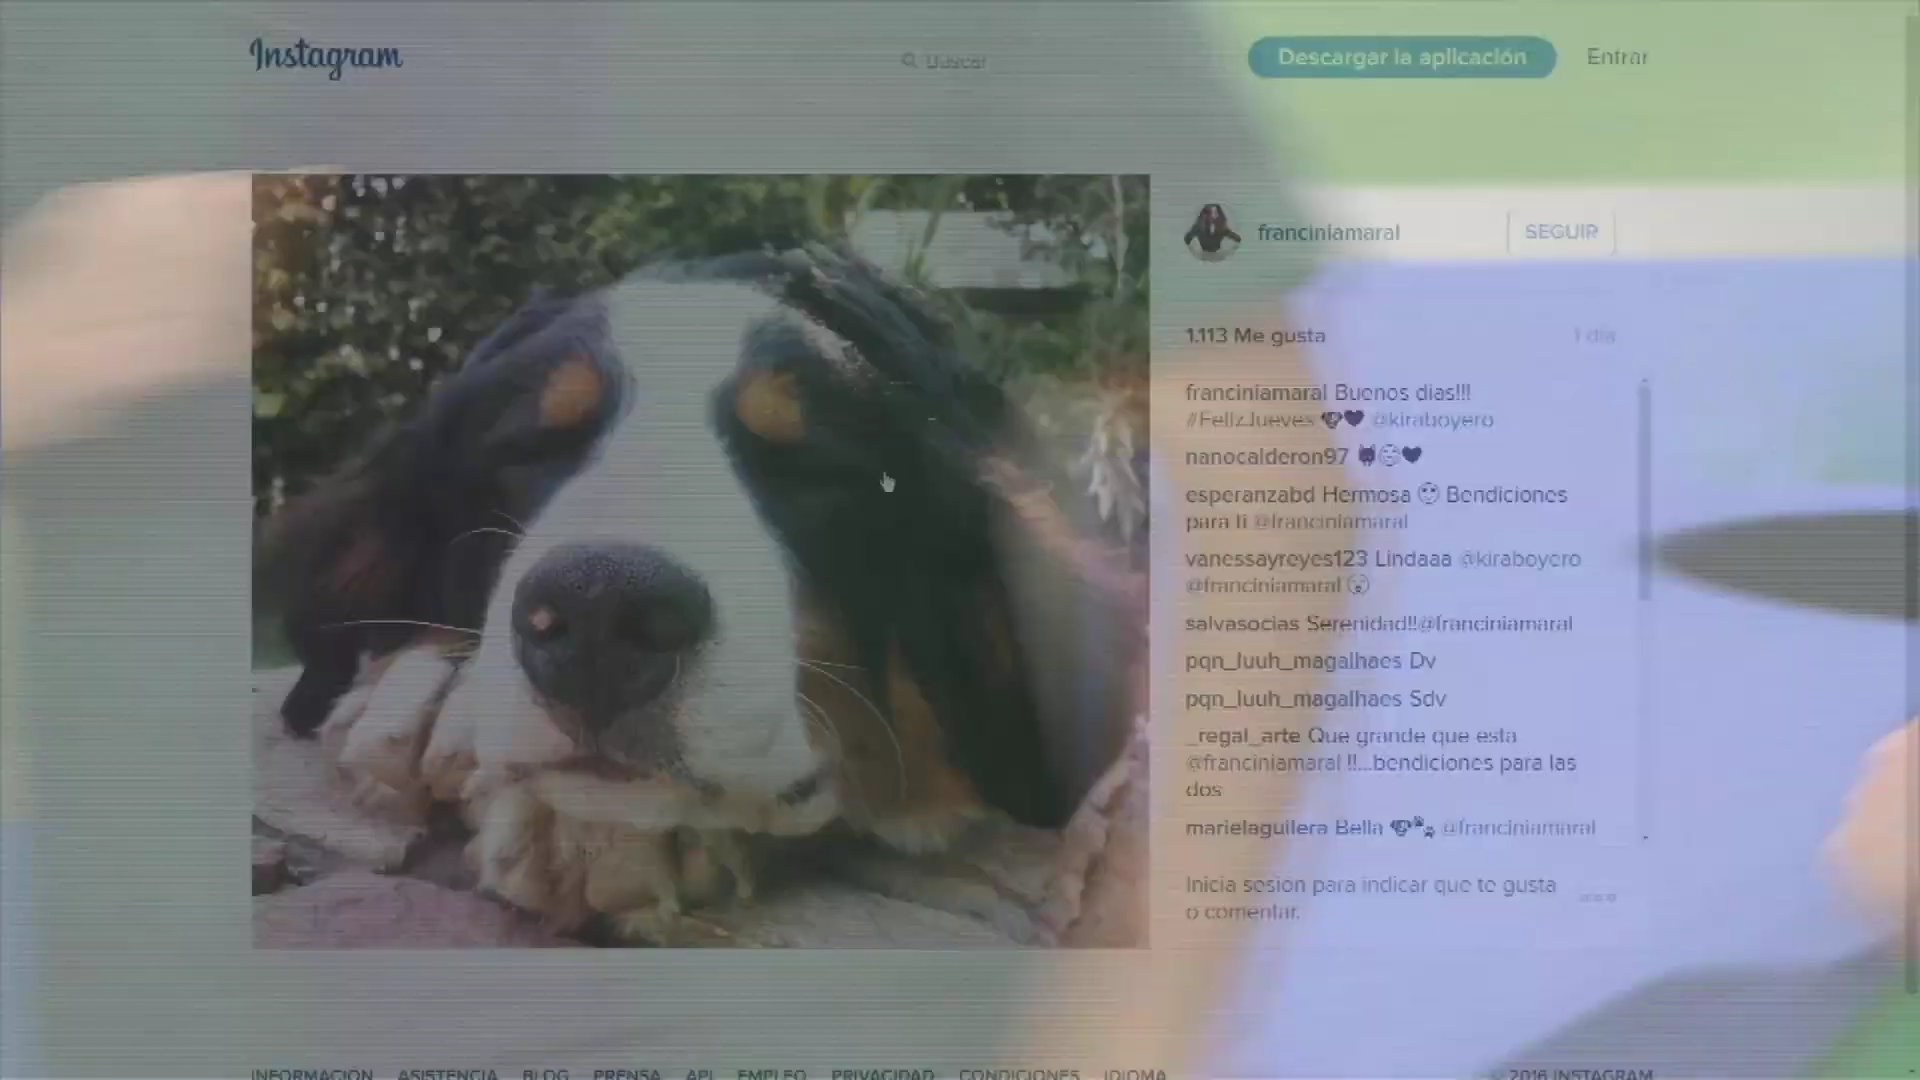 Instagram
Buscar
Descargar la aplicación
Entrar
franciniamaral
SEGUIR
1.113 Me gusta
1 día
franciniamaral Buenos dias!!!
#FelizJueves 🐶❤ @kiraboyero
nanocalderon97
esperanzabd Hermosa Bendiciones
para ti @franciniamaral
vanessayreyes123 Lindaaa @kiraboyero
@franciniamaral
salvasocias Serenidad!!@franciniamaral
pqn_luuh_magalhaes Dv
pqn_luuh_magalhaes Sdv
_regal_arte Que grande que esta
@franciniamaral !!...bendiciones para las
dos
marielaguilera Bella 🐶🐾 @franciniamaral
Inicia sesión para indicar que te gusta
o comentar.
INFORMACIÓN ASISTENCIA BLOG PRENSA API EMPLEO PRIVACIDAD CONDICIONES IDIOMA
© 2016 INSTAGRAM